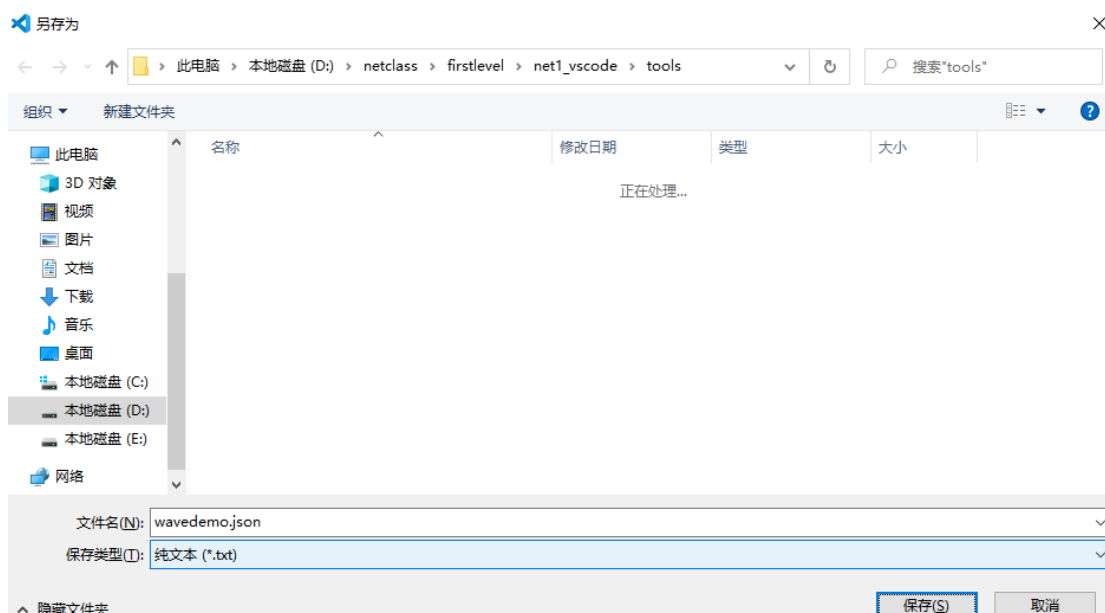 另存为
此电脑 › 本地磁盘 (D:) › netclass › firstlevel › net1_vscode › tools
搜索"tools"
组织 新建文件夹
名称 修改日期 类型 大小
正在处理...
此电脑
3D 对象
视频
图片
文档
下载
音乐
桌面
本地磁盘 (C:)
本地磁盘 (D:)
本地磁盘 (E:)
网络
文件名(N): wavedemo.json
保存类型(T): 纯文本 (*.txt)
隐藏文件夹 保存(S) 取消